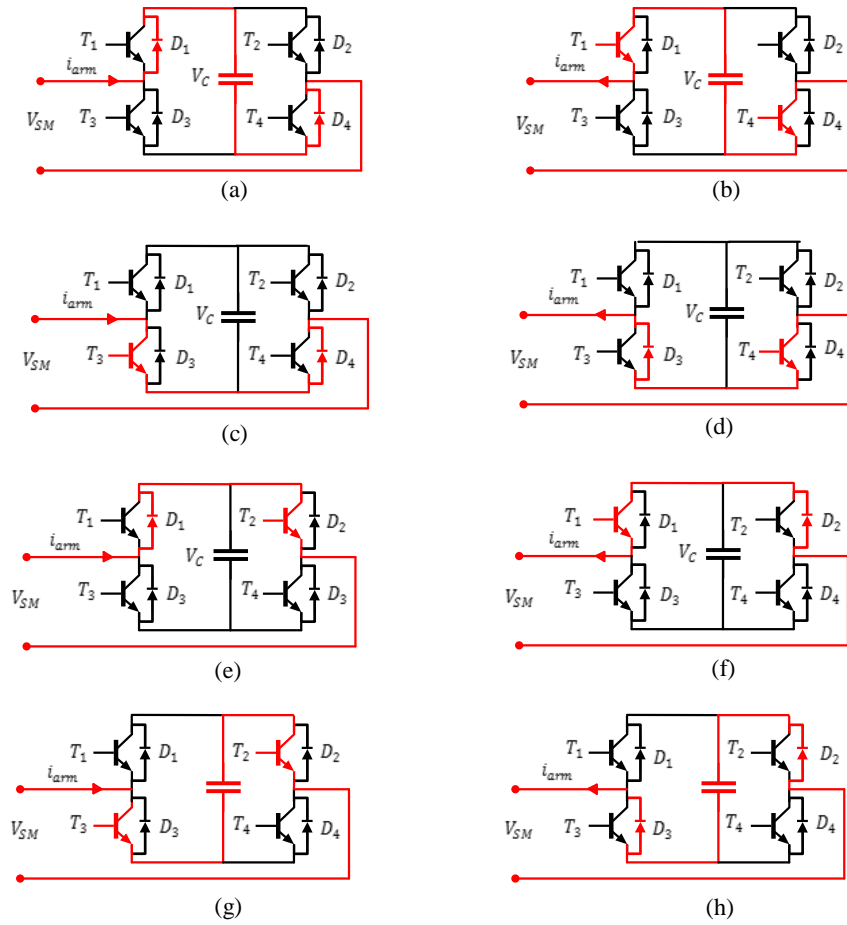 T1 D1 T2 D2
iarm VC
VSM T3 D3 T4 D4
(a)
T1 D1 T2 D2
iarm VC
VSM T3 D3 T4 D4
(b)
T1 D1 T2 D2
iarm VC
VSM T3 D3 T4 D4
(c)
T1 D1 T2 D2
iarm VC
VSM T3 D3 T4 D4
(d)
T1 D1 T2 D2
iarm VC
VSM T3 D3 T4 D3
(e)
T1 D1 T2 D2
iarm VC
VSM T3 D3 T4 D4
(f)
T1 D1 T2 D2
iarm
VSM T3 D3 T4 D4
(g)
T1 D1 T2 D2
iarm
VSM T3 D3 T4 D4
(h)